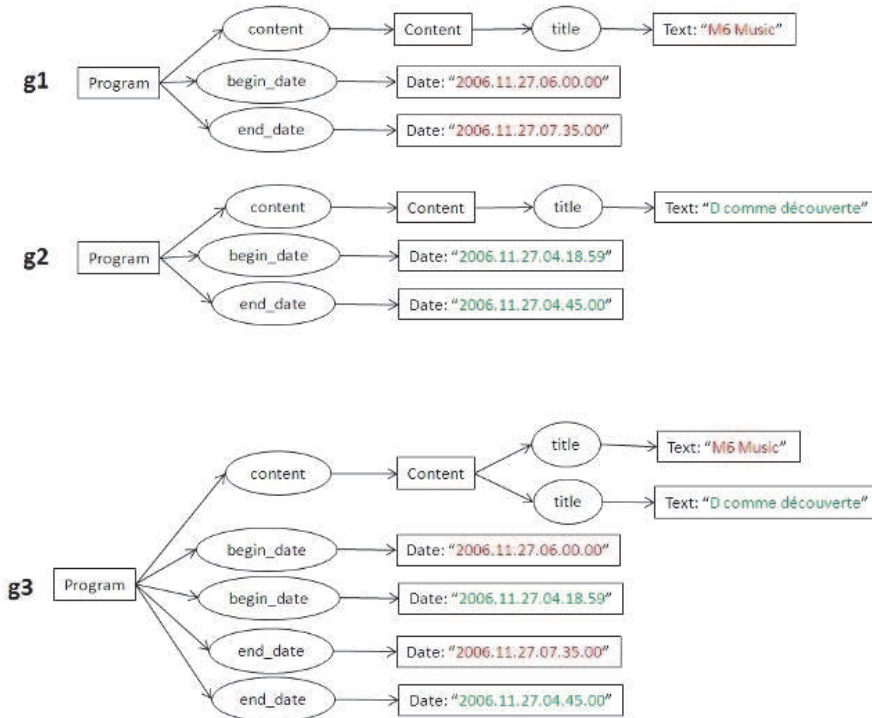 content Content title Text: “M6 Music”
g1 Program begin_date Date: “2006.11.27.06.00.00”
end_date Date: “2006.11.27.07.35.00”
content Content title Text: “D comme découverte”
g2 Program begin_date Date: “2006.11.27.04.18.59”
end_date Date: “2006.11.27.04.45.00”
title Text: “M6 Music”
content Content
title Text: “D comme découverte”
begin_date Date: “2006.11.27.06.00.00”
g3 Program
begin_date Date: “2006.11.27.04.18.59”
end_date Date: “2006.11.27.07.35.00”
end_date Date: “2006.11.27.04.45.00”